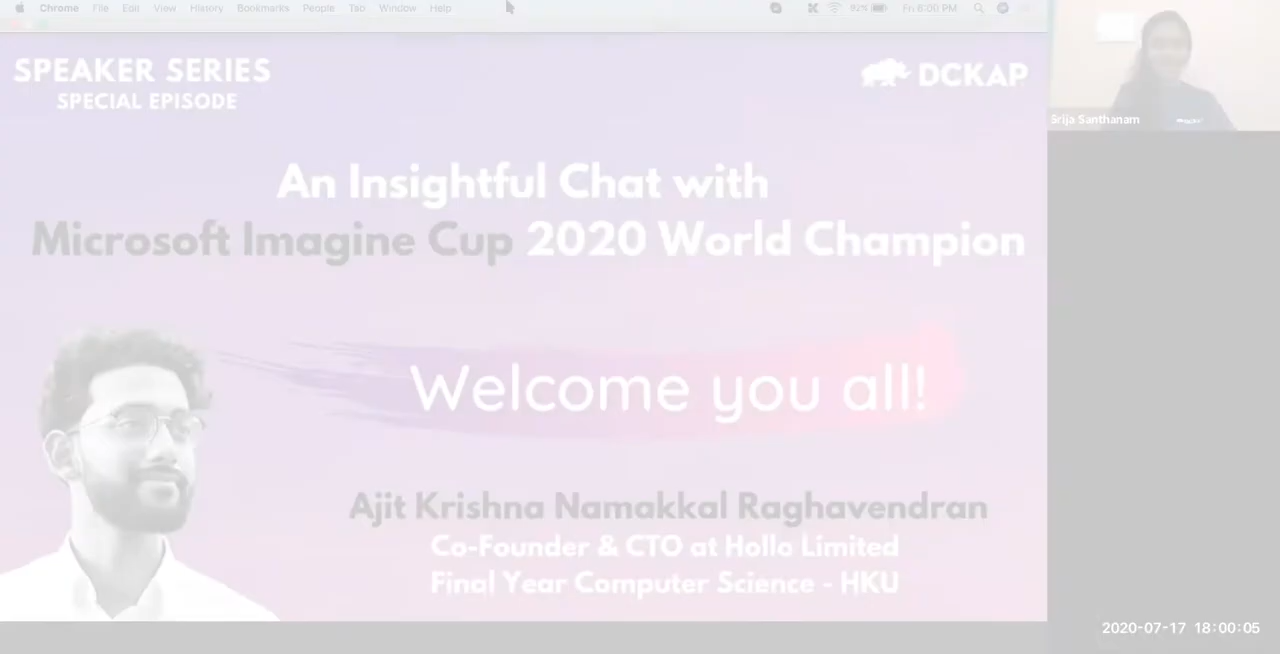 Chrome File Edit View History Bookmarks People Tab Window Help 92% Fri 6:00 PM
SPEAKER SERIES
SPECIAL EPISODE
DCKAP
Srija Santhanam
An Insightful Chat with
Microsoft Imagine Cup 2020 World Champion
Welcome you all!
Ajit Krishna Namakkal Raghavendran
Co-Founder & CTO at Hollo Limited
Final Year Computer Science - HKU
2020-07-17 18:00:05